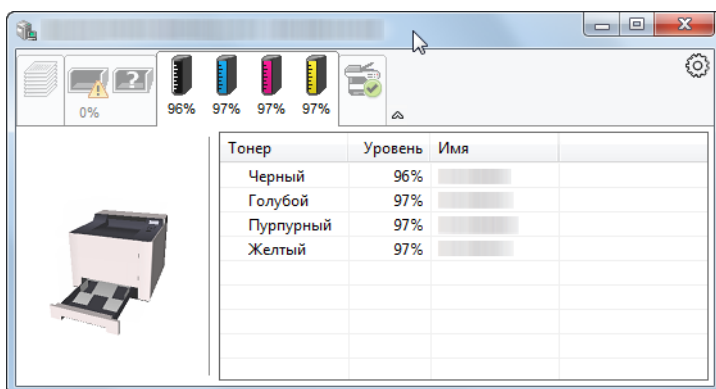 0% 96% 97% 97% 97%
Тонер Уровень Имя
Черный 96%
Голубой 97%
Пурпурный 97%
Желтый 97%